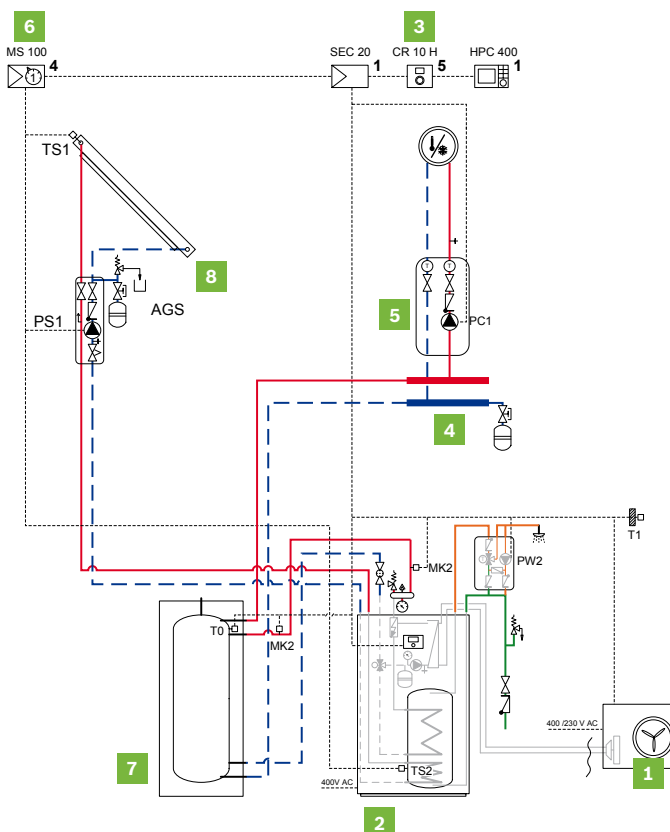 6
3
MS 100
SEC 20
CR 10 H
HPC 400
4
1
1
5
1
TS1
8
T
T
PS1
AGS
5
PC1
4
T1
MK2
PW2
T0
MK2
400 /230 V AC
7
TS2
1
400V AC
2